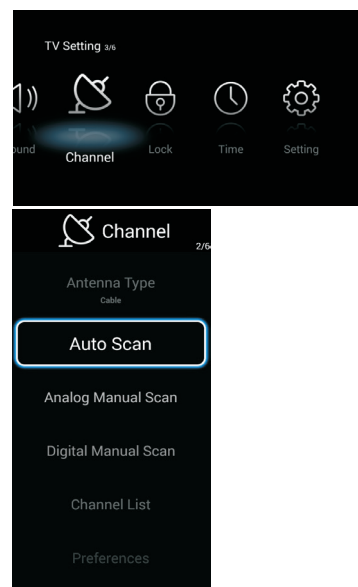 TV Setting 3/6
ound Channel Lock Time Setting
Channel 2/6
Antenna Type
Cable
Auto Scan
Analog Manual Scan
Digital Manual Scan
Channel List
Preferences